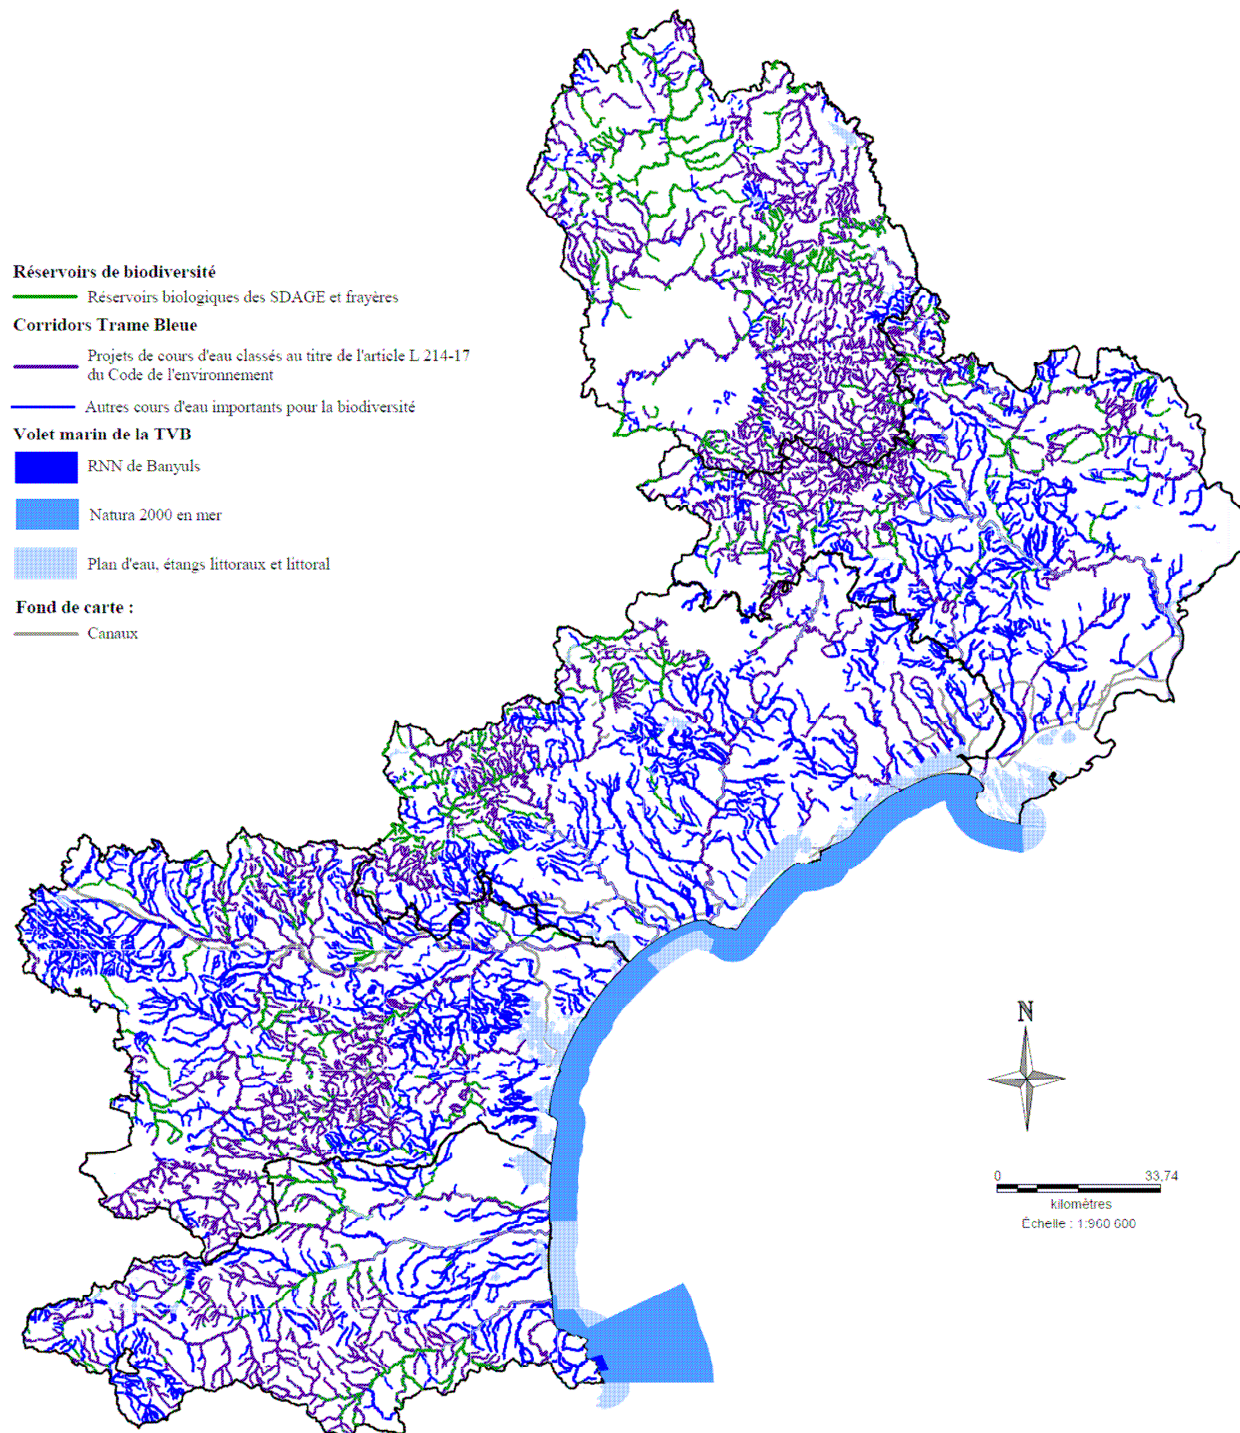 Réservoirs de biodiversité
Réservoirs biologiques des SDAGE et frayères
Corridors Trame Bleue
Projets de cours d'eau classés au titre de l'article L 214-17
du Code de l'environnement
Autres cours d'eau importants pour la biodiversité
Volet marin de la TVB
RNN de Banyuls
Natura 2000 en mer
Plan d'eau, étangs littoraux et littoral
Fond de carte :
Canaux
N
0 33,74
kilomètres
Échelle : 1:960 600